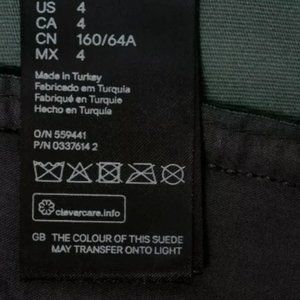 US 4
CA 4
CN 160/64A
MX 4
Made in Turkey
Fabricado em Turquia
Fabriqué en Turquie
Hecho en Turquía
O/N 559441
P/N 0337614 2
clevercare.info
GB THE COLOUR OF THIS SUEDE
MAY TRANSFER ONTO LIGHT